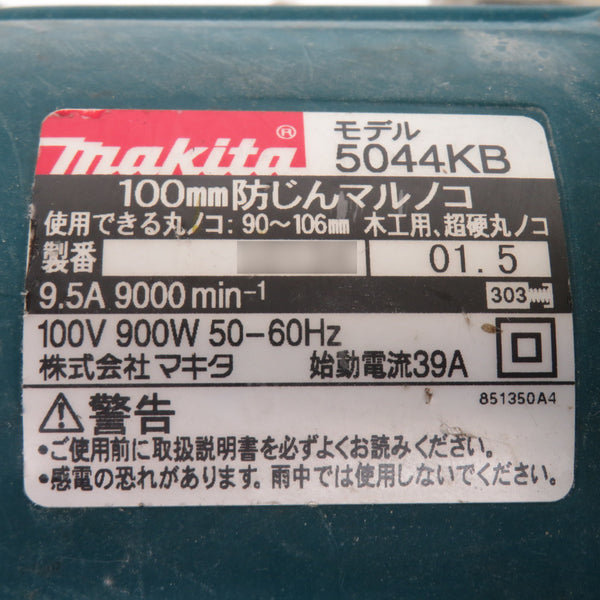 makita®
モデル
5044KB
100mm防じんマルノコ
使用できる丸ノコ:90～106mm 木工用、超硬丸ノコ
製番 01.5
9.5A 9000min-1 303
100V 900W 50-60Hz
株式会社マキタ 始動電流39A
851350A4
⚠警告
•ご使用前に取扱説明書を必ずよくお読みください。
•感電の恐れがあります。雨中では使用しないでください。